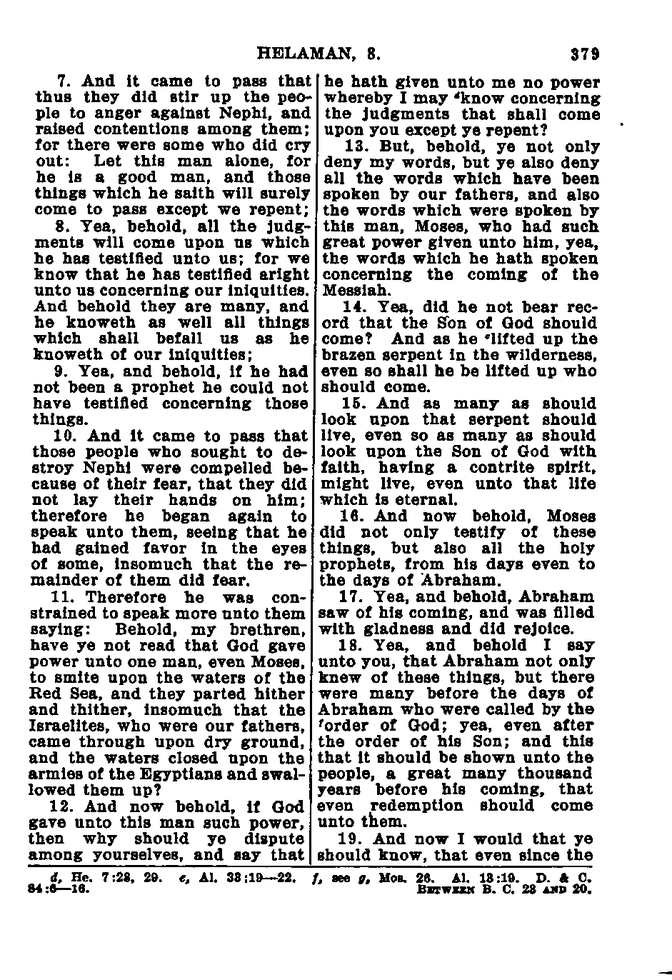 HELAMAN, 8. 379
7. And it came to pass that
thus they did stir up the peo-
ple to anger against Nephi, and
raised contentions among them;
for there were some who did cry
out: Let this man alone, for
he is a good man, and those
things which he saith will surely
come to pass except we repent;
8. Yea, behold, all the judg-
ments will come upon us which
he has testified unto us; for we
know that he has testified aright
unto us concerning our iniquities.
And behold they are many, and
he knoweth as well all things
which shall befall us as he
knoweth of our iniquities;
9. Yea, and behold, if he had
not been a prophet he could not
have testified concerning those
things.
10. And it came to pass that
those people who sought to de-
stroy Nephi were compelled be-
cause of their fear, that they did
not lay their hands on him;
therefore he began again to
speak unto them, seeing that he
had gained favor in the eyes
of some, insomuch that the re-
mainder of them did fear.
11. Therefore he was con-
strained to speak more unto them
saying: Behold, my brethren,
have ye not read that God gave
power unto one man, even Moses,
to smite upon the waters of the
Red Sea, and they parted hither
and thither, insomuch that the
Israelites, who were our fathers,
came through upon dry ground,
and the waters closed upon the
armies of the Egyptians and swal-
lowed them up?
12. And now behold, if God
gave unto this man such power,
then why should ye dispute
among yourselves, and say that
he hath given unto me no power
whereby I may dknow concerning
the judgments that shall come
upon you except ye repent?
13. But, behold, ye not only
deny my words, but ye also deny
all the words which have been
spoken by our fathers, and also
the words which were spoken by
this man, Moses, who had such
great power given unto him, yea,
the words which he hath spoken
concerning the coming of the
Messiah.
14. Yea, did he not bear rec-
ord that the Son of God should
come? And as he elifted up the
brazen serpent in the wilderness,
even so shall he be lifted up who
should come.
15. And as many as should
look upon that serpent should
live, even so as many as should
look upon the Son of God with
faith, having a contrite spirit,
might live, even unto that life
which is eternal.
16. And now behold, Moses
did not only testify of these
things, but also all the holy
prophets, from his days even to
the days of Abraham.
17. Yea, and behold, Abraham
saw of his coming, and was filled
with gladness and did rejoice.
18. Yea, and behold I say
unto you, that Abraham not only
knew of these things, but there
were many before the days of
Abraham who were called by the
forder of God; yea, even after
the order of his Son; and this
that it should be shown unto the
people, a great many thousand
years before his coming, that
even redemption should come
unto them.
19. And now I would that ye
should know, that even since the
d, He. 7:28, 29. e, Al. 33:19—22. f, see g, Mos. 26. Al. 13:19. D. & C.
84:6—16. BETWEEN B. C. 23 AND 20.